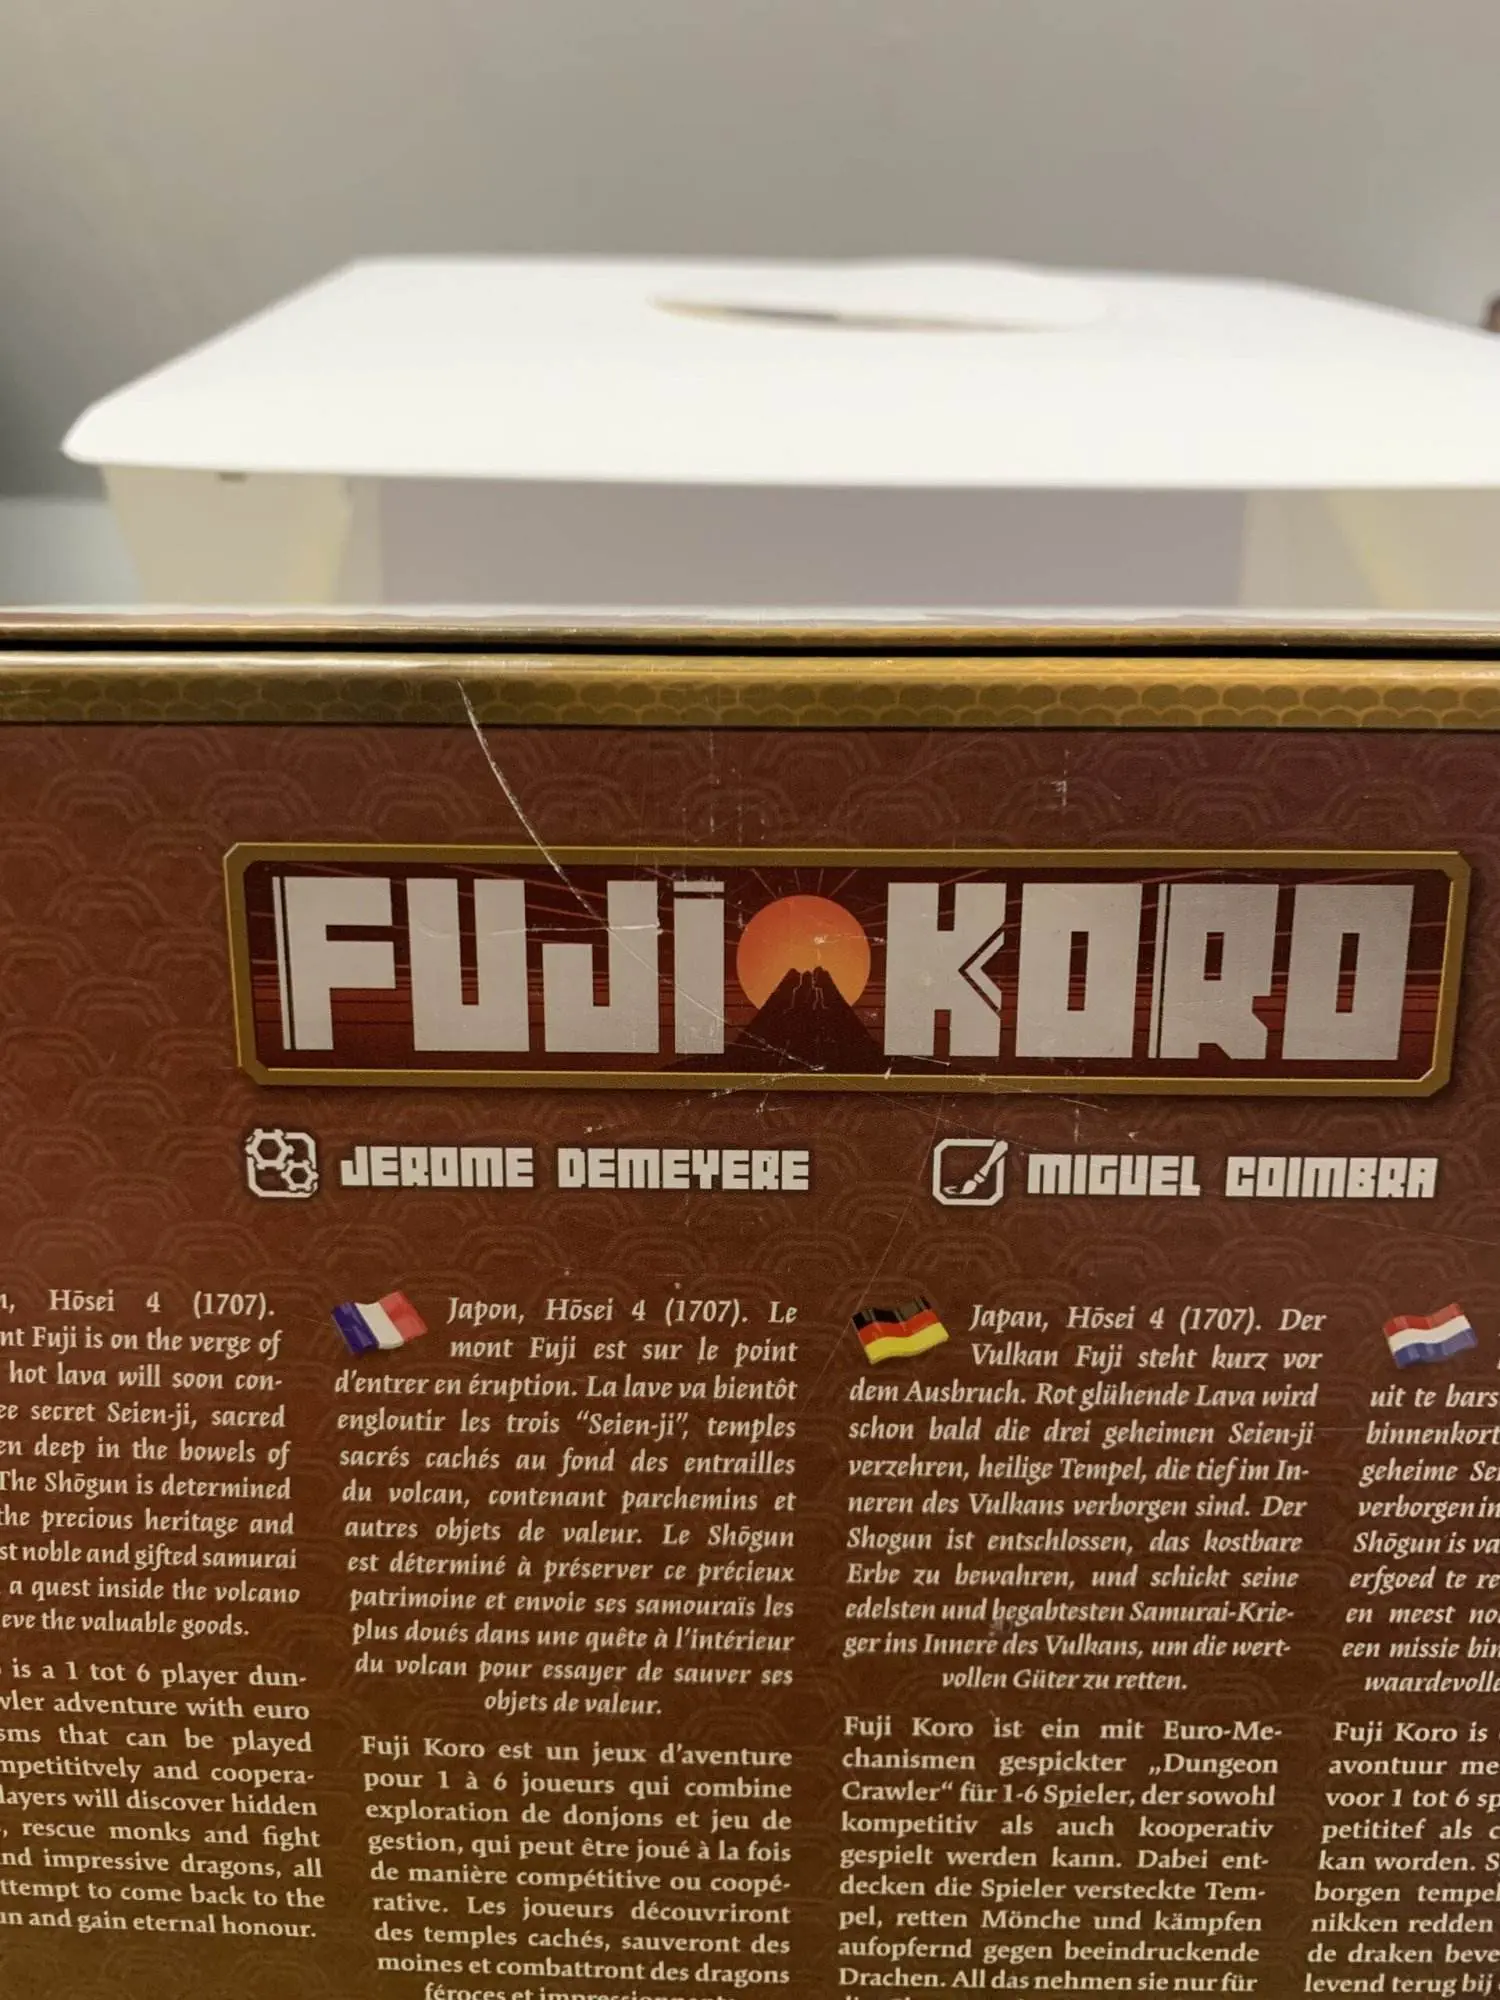 FUJI KORO
JEROME DEMEYERE
MIGUEL COIMBRA
Hōsei 4 (1707).
Fuji is on the verge of
hot lava will soon con-
secret Seien-ji, sacred
deep in the bowels of
The Shōgun is determined
the precious heritage and
noble and gifted samurai
a quest inside the volcano
the valuable goods.
is a 1 tot 6 player dun-
adventure with euro
that can be played
and coopera-
will discover hidden
, rescue monks and fight
impressive dragons, all
to come back to the
and gain eternal honour.
Japon, Hōsei 4 (1707). Le
mont Fuji est sur le point
d'entrer en éruption. La lave va bientôt
engloutir les trois “Seien-ji”, temples
sacrés cachés au fond des entrailles
du volcan, contenant parchemins et
autres objets de valeur. Le Shōgun
est déterminé à préserver ce précieux
patrimoine et envoie ses samouraïs les
plus doués dans une quête à l'intérieur
du volcan pour essayer de sauver ses
objets de valeur.
Fuji Koro est un jeux d'aventure
pour 1 à 6 joueurs qui combine
exploration de donjons et jeu de
gestion, qui peut être joué à la fois
de manière compétitive ou coopé-
rative. Les joueurs découvriront
des temples cachés, sauveront des
moines et combattront des dragons
féroces et
Japan, Hōsei 4 (1707). Der
Vulkan Fuji steht kurz vor
dem Ausbruch. Rot glühende Lava wird
schon bald die drei geheimen Seien-ji
verzehren, heilige Tempel, die tief im In-
neren des Vulkans verborgen sind. Der
Shogun ist entschlossen, das kostbare
Erbe zu bewahren, und schickt seine
edelsten und begabtesten Samurai-Krie-
ger ins Innere des Vulkans, um die wert-
vollen Güter zu retten.
Fuji Koro ist ein mit Euro-Me-
chanismen gespickter „Dungeon
Crawler“ für 1-6 Spieler, der sowohl
kompetitiv als auch kooperativ
gespielt werden kann. Dabei ent-
decken die Spieler versteckte Tem-
pel, retten Mönche und kämpfen
aufopfernd gegen beeindruckende
Drachen. All das nehmen sie nur für
uit te bars
binnenkort
geheime
verborgen in
Shōgun is
erfgoed te
en meest
een missie
Fuji Koro is
avontuur
voor 1 tot 6
petititef als
kan worden.
borgen
nikken redden
de draken
levend terug bij